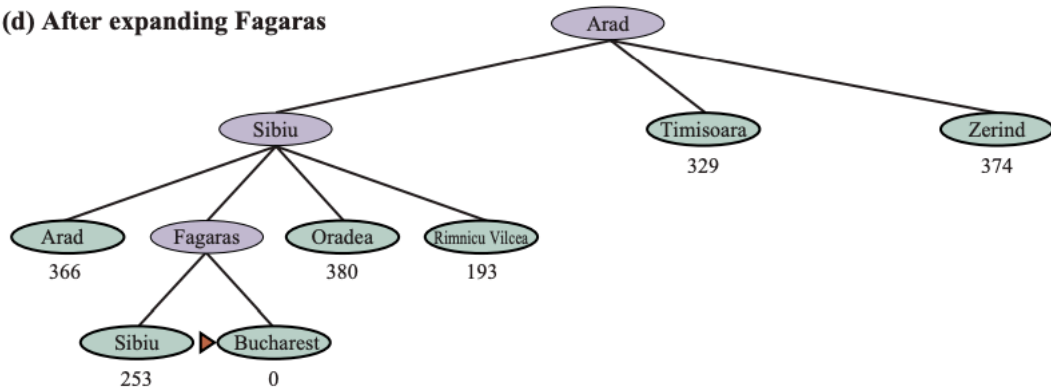 (d) After expanding Fagaras
Arad
Sibiu
Timisoara
Zerind
329
374
Arad
Fagaras
Oradea
Rimnicu Vilcea
366
380
193
Sibiu
Bucharest
253
0